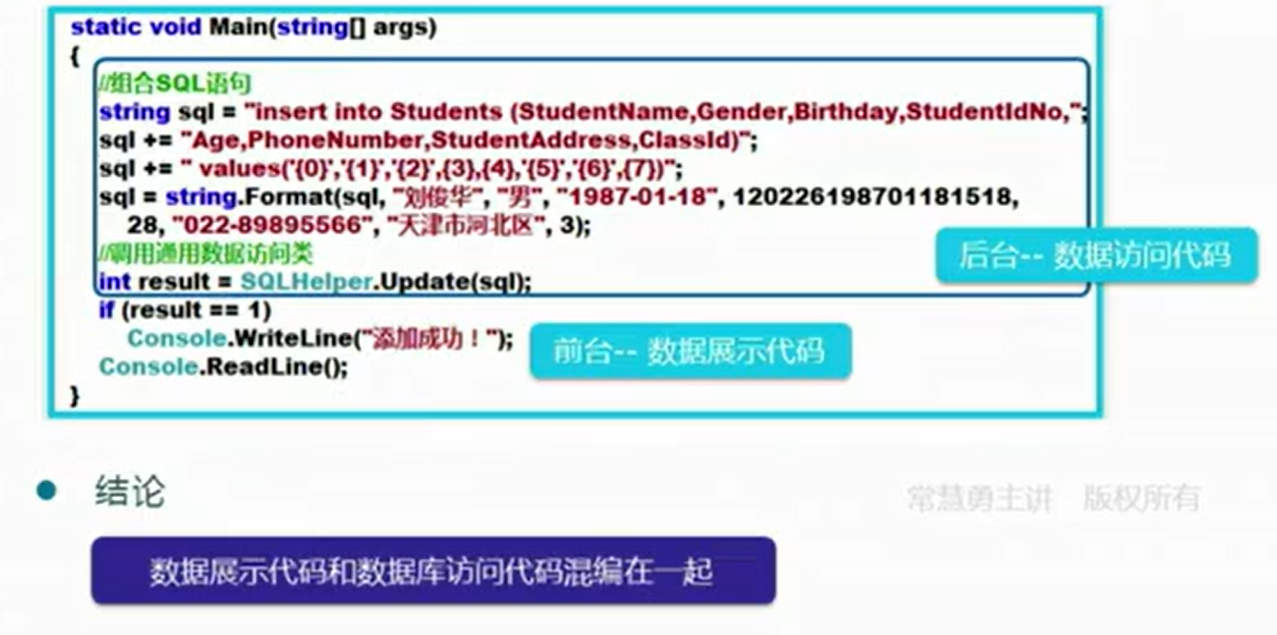 static void Main(string[] args)
{
//组合SQL语句
string sql = "insert into Students (StudentName,Gender,Birthday,StudentIdNo,";
sql += "Age,PhoneNumber,StudentAddress,ClassId)";
sql += " values('{0}','{1}','{2}',{3},{4},'{5}','{6}',{7})";
sql = string.Format(sql, "刘俊华", "男", "1987-01-18", 120226198701181518,
28, "022-89895566", "天津市河北区", 3);
//调用通用数据访问类
int result = SQLHelper.Update(sql);
后台-- 数据访问代码
if (result == 1)
Console.WriteLine("添加成功！");
前台-- 数据展示代码
Console.ReadLine();
}
结论
常慧勇主讲 版权所有
数据展示代码和数据库访问代码混编在一起